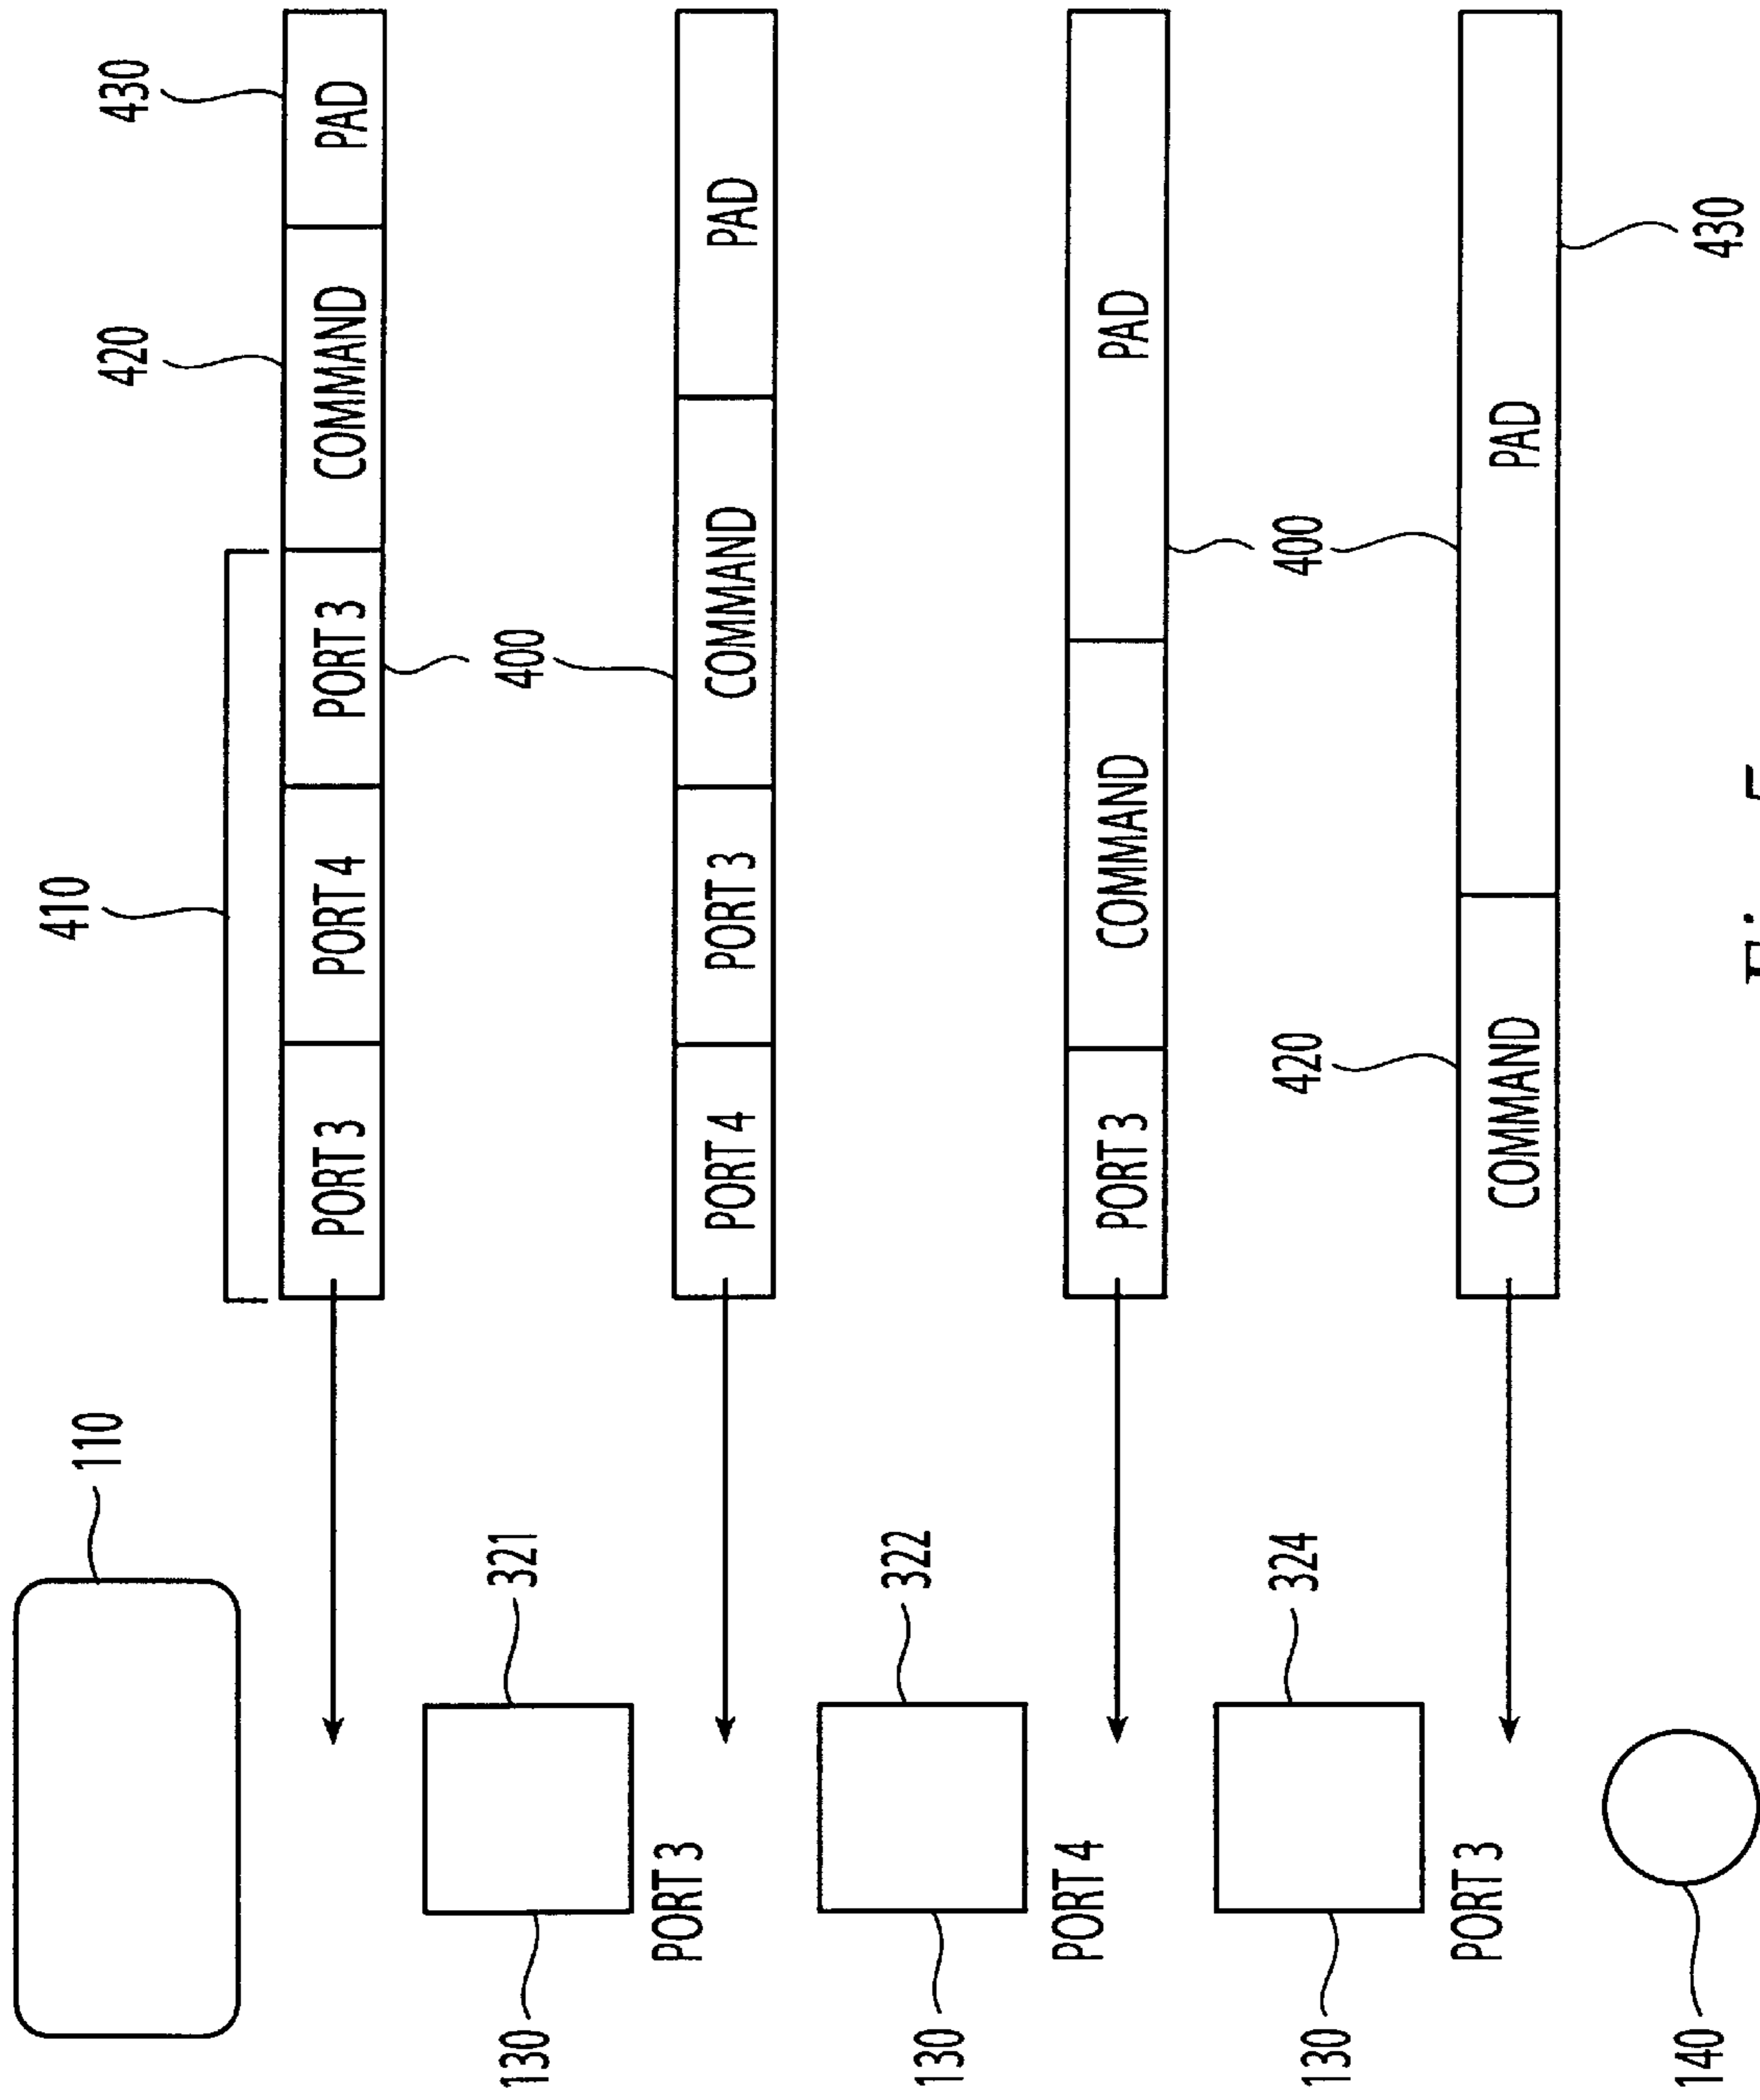 410
110
420
430
PORT 3
PORT 4
PORT 3
COMMAND
PAD
130
321
400
PORT 3
PORT 4
PORT 3
COMMAND
PAD
130
322
PORT 4
PORT 3
COMMAND
PAD
130
324
420
400
PORT 3
COMMAND
PAD
140
430